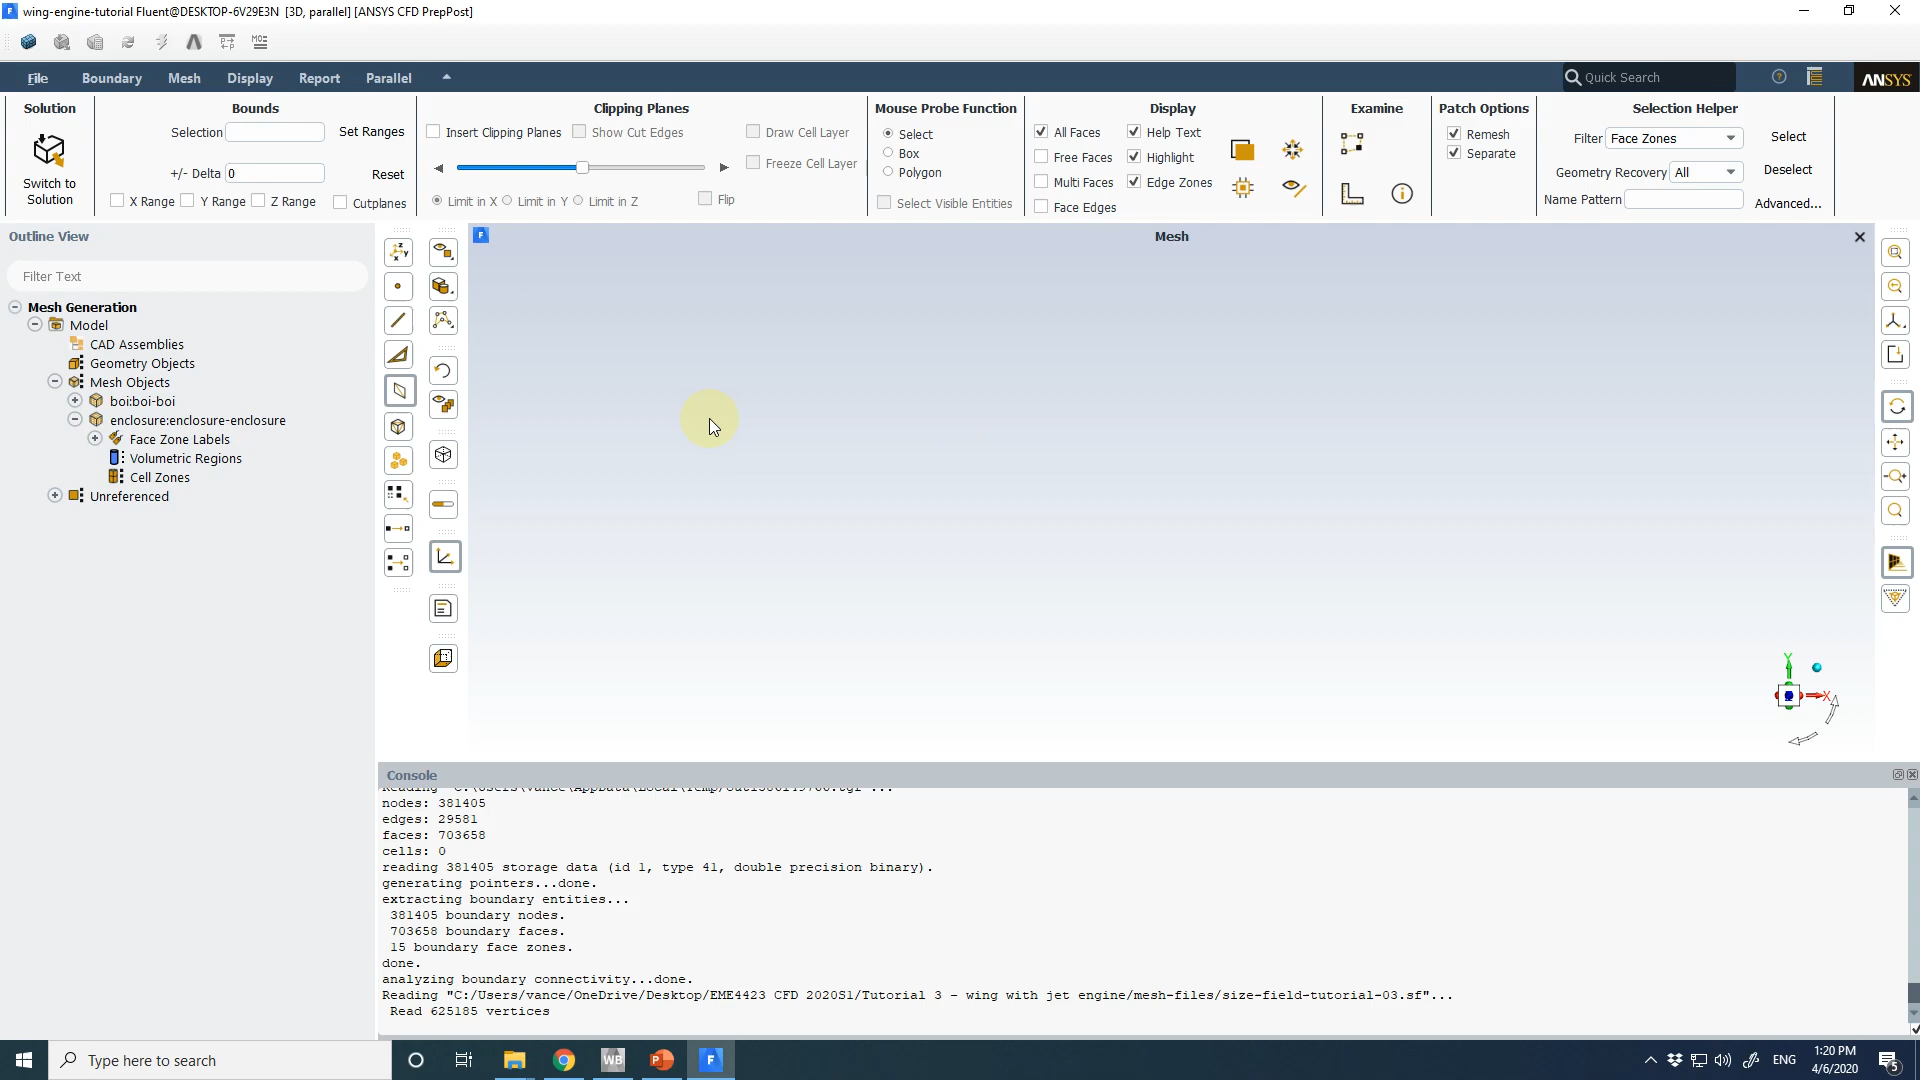 wing-engine-tutorial Fluent@DESKTOP-6V29E3N [3D, parallel] [ANSYS CFD PrepPost]
File Boundary Mesh Display Report Parallel Quick Search ANSYS
Solution
Switch to
Solution
Bounds
Selection Set Ranges
+/- Delta 0 Reset
X Range Y Range Z Range Cutplanes
Clipping Planes
Insert Clipping Planes Show Cut Edges Draw Cell Layer
Freeze Cell Layer
Limit in X Limit in Y Limit in Z Flip
Mouse Probe Function
Select
Box
Polygon
Select Visible Entities
Display
All Faces Help Text
Free Faces Highlight
Multi Faces Edge Zones
Face Edges
Examine
Patch Options
Remesh
Separate
Selection Helper
Filter Face Zones Select
Geometry Recovery All Deselect
Name Pattern Advanced...
Outline View
Filter Text
Mesh Generation
Model
CAD Assemblies
Geometry Objects
Mesh Objects
boi:boi-boi
enclosure:enclosure-enclosure
Face Zone Labels
Volumetric Regions
Cell Zones
Unreferenced
Mesh
Y
X
Console
nodes: 381405
edges: 29581
faces: 703658
cells: 0
reading 381405 storage data (id 1, type 41, double precision binary).
generating pointers...done.
extracting boundary entities...
381405 boundary nodes.
703658 boundary faces.
15 boundary face zones.
done.
analyzing boundary connectivity...done.
Reading "C:/Users/vance/OneDrive/Desktop/EME4423 CFD 2020S1/Tutorial 3 - wing with jet engine/mesh-files/size-field-tutorial-03.sf"...
Read 625185 vertices
Type here to search
ENG
1:20 PM
4/6/2020
5